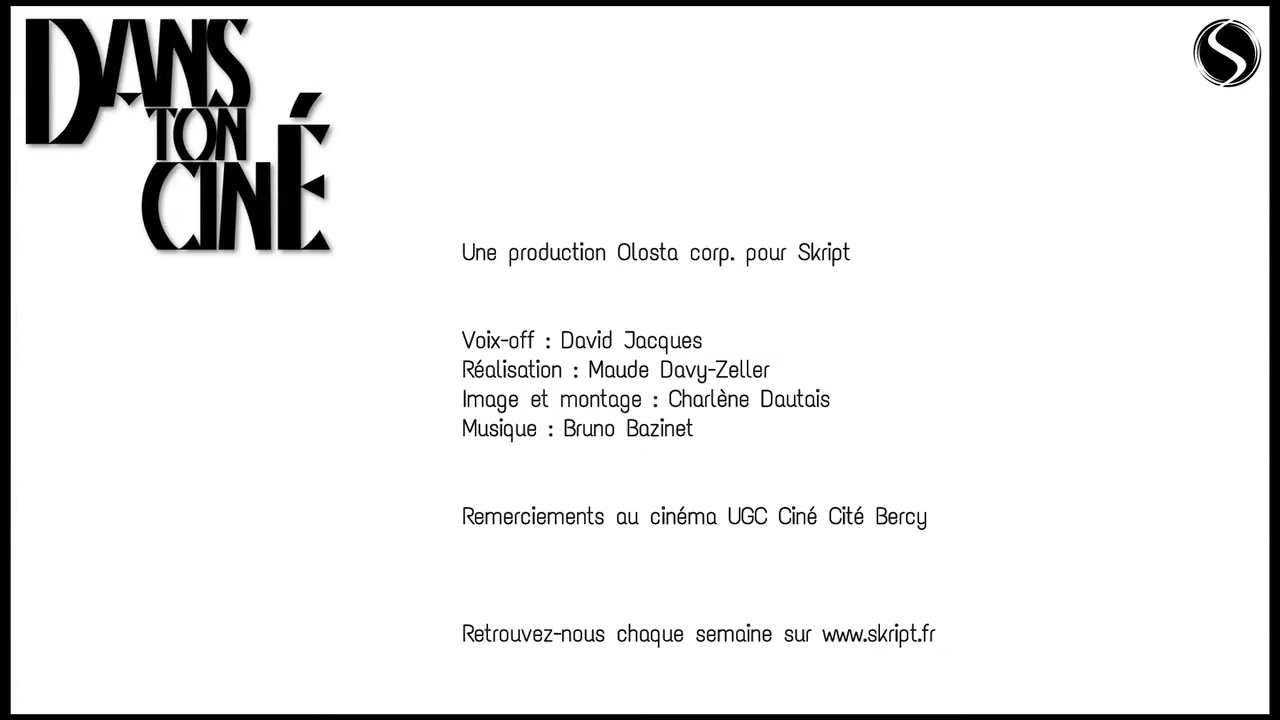 DANS
TON
CINÉ
S
Une production Olosta corp. pour Skript
Voix-off : David Jacques
Réalisation : Maude Davy-Zeller
Image et montage : Charlène Dautais
Musique : Bruno Bazinet
Remerciements au cinéma UGC Ciné Cité Bercy
Retrouvez-nous chaque semaine sur www.skript.fr